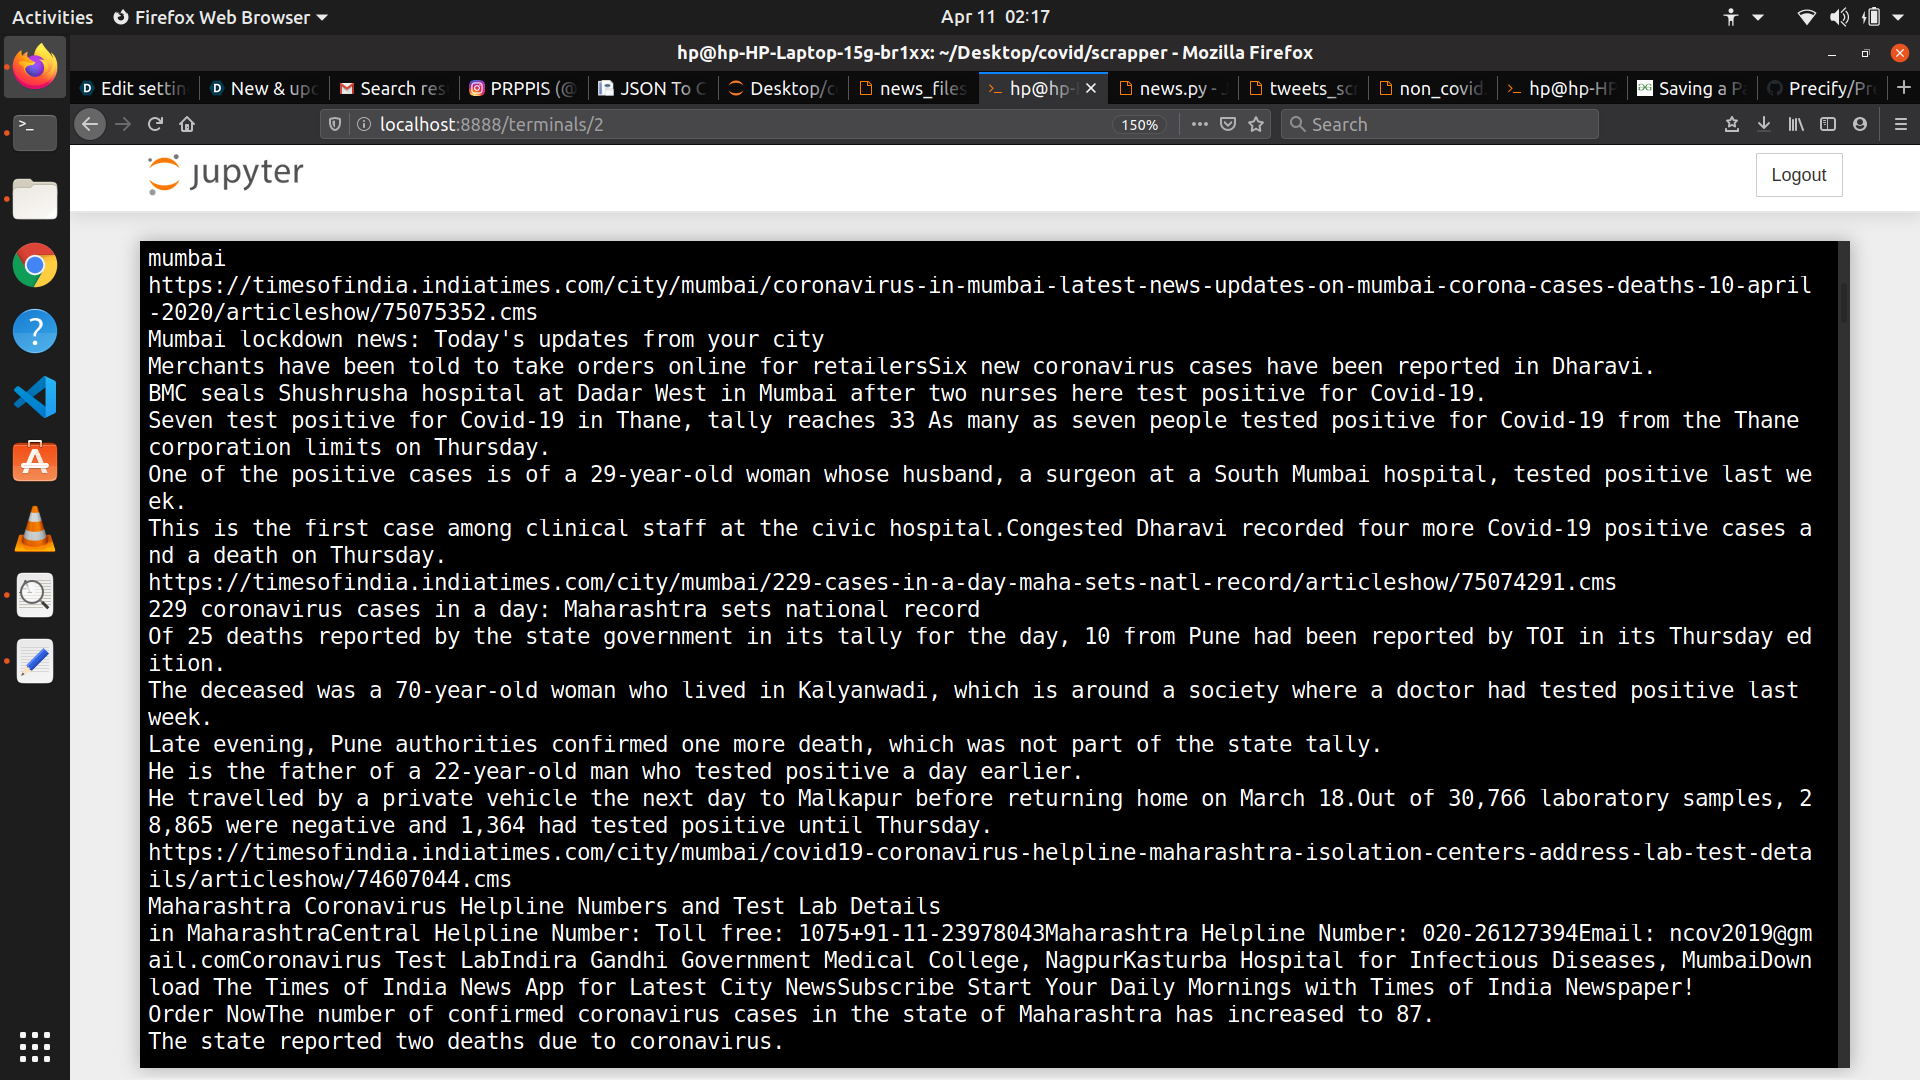 Activities Firefox Web Browser Apr 11 02:17
hp@hp-HP-Laptop-15g-br1xx: ~/Desktop/covid/scrapper - Mozilla Firefox
Edit settin New & upc Search res PRPPIS (@ JSON To C Desktop/c news_files hp@hp- news.py - J tweets_scr non_covid. hp@hp-HP Saving a Pa Precify/Pre
localhost:8888/terminals/2 150% Search
jupyter Logout
mumbai
https://timesofindia.indiatimes.com/city/mumbai/coronavirus-in-mumbai-latest-news-updates-on-mumbai-corona-cases-deaths-10-april
-2020/articleshow/75075352.cms
Mumbai lockdown news: Today's updates from your city
Merchants have been told to take orders online for retailersSix new coronavirus cases have been reported in Dharavi.
BMC seals Shushrusha hospital at Dadar West in Mumbai after two nurses here test positive for Covid-19.
Seven test positive for Covid-19 in Thane, tally reaches 33 As many as seven people tested positive for Covid-19 from the Thane
corporation limits on Thursday.
One of the positive cases is of a 29-year-old woman whose husband, a surgeon at a South Mumbai hospital, tested positive last we
ek.
This is the first case among clinical staff at the civic hospital.Congested Dharavi recorded four more Covid-19 positive cases a
nd a death on Thursday.
https://timesofindia.indiatimes.com/city/mumbai/229-cases-in-a-day-maha-sets-natl-record/articleshow/75074291.cms
229 coronavirus cases in a day: Maharashtra sets national record
Of 25 deaths reported by the state government in its tally for the day, 10 from Pune had been reported by TOI in its Thursday ed
ition.
The deceased was a 70-year-old woman who lived in Kalyanwadi, which is around a society where a doctor had tested positive last
week.
Late evening, Pune authorities confirmed one more death, which was not part of the state tally.
He is the father of a 22-year-old man who tested positive a day earlier.
He travelled by a private vehicle the next day to Malkapur before returning home on March 18.Out of 30,766 laboratory samples, 2
8,865 were negative and 1,364 had tested positive until Thursday.
https://timesofindia.indiatimes.com/city/mumbai/covid19-coronavirus-helpline-maharashtra-isolation-centers-address-lab-test-deta
ils/articleshow/74607044.cms
Maharashtra Coronavirus Helpline Numbers and Test Lab Details
in MaharashtraCentral Helpline Number: Toll free: 1075+91-11-23978043Maharashtra Helpline Number: 020-26127394Email: ncov2019@gm
ail.comCoronavirus Test LabIndira Gandhi Government Medical College, NagpurKasturba Hospital for Infectious Diseases, MumbaiDown
load The Times of India News App for Latest City NewsSubscribe Start Your Daily Mornings with Times of India Newspaper!
Order NowThe number of confirmed coronavirus cases in the state of Maharashtra has increased to 87.
The state reported two deaths due to coronavirus.